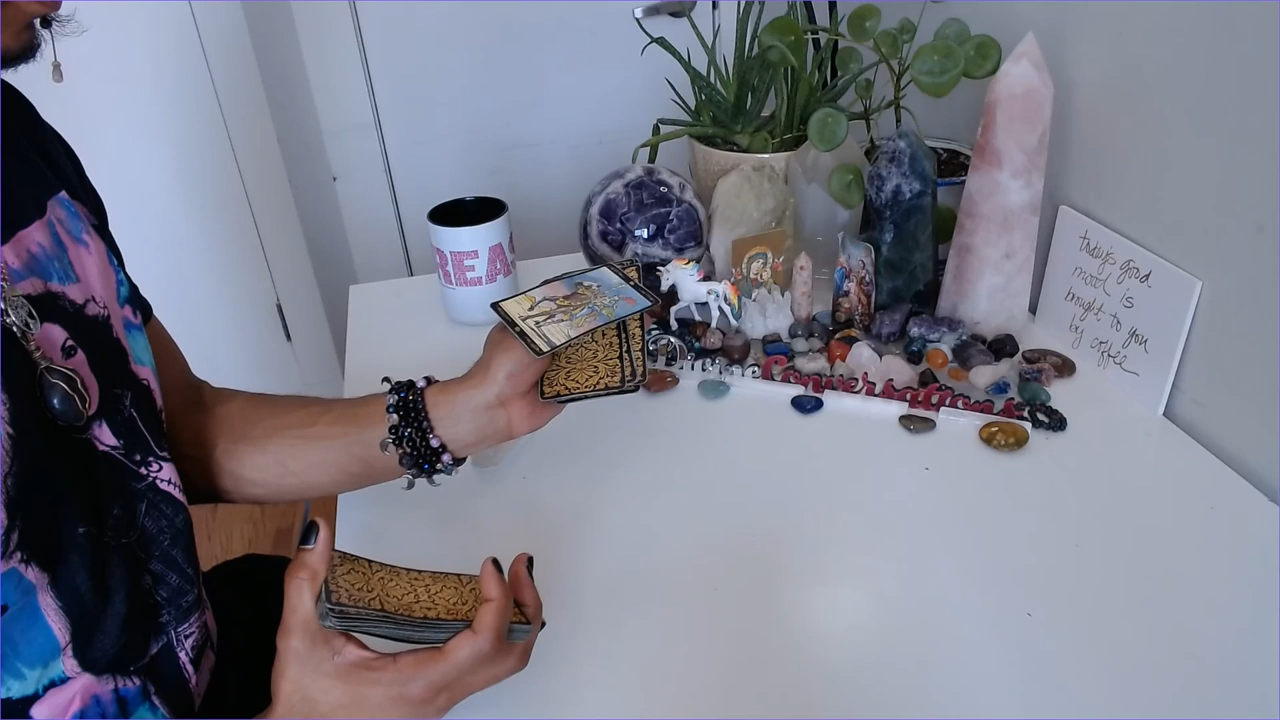 REA
today's good
mood is
brought to you
by coffee
Divine Conversations